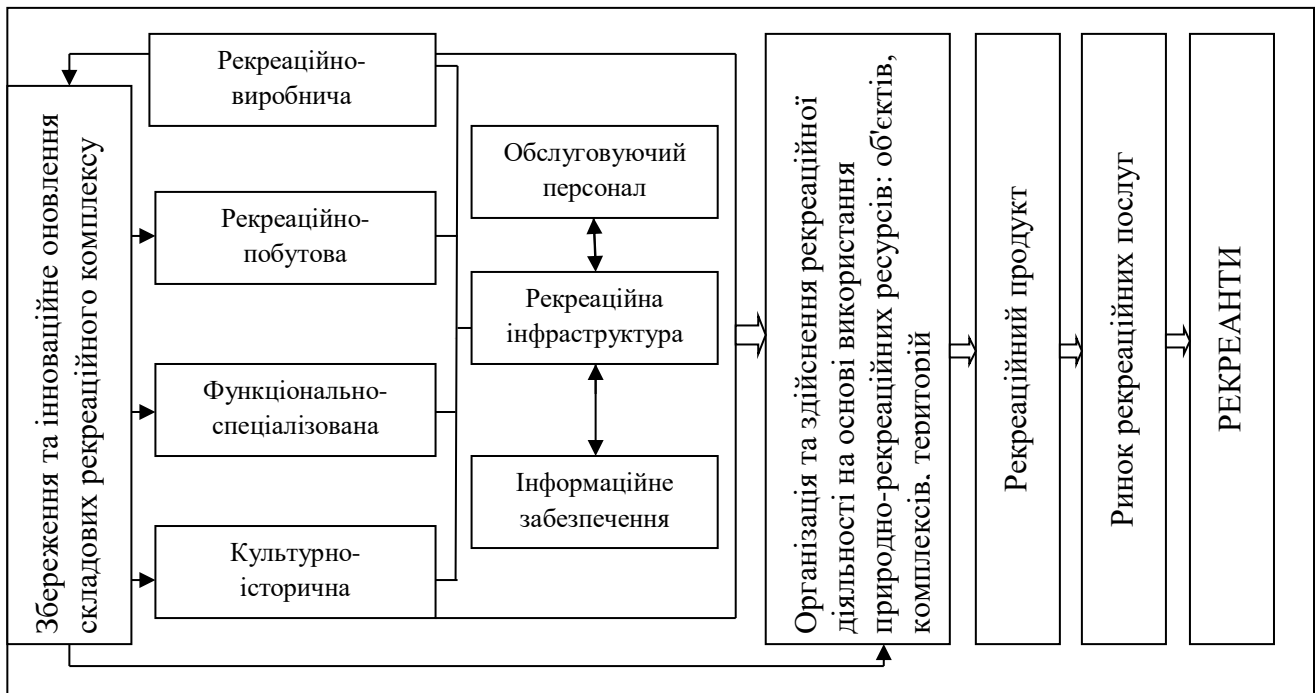 Збереження та інноваційне оновлення
складових рекреаційного комплексу
Рекреаційно-
виробнича
Рекреаційно-
побутова
Функціонально-
спеціалізована
Культурно-
історична
Обслуговуючий
персонал
Рекреаційна
інфраструктура
Інформаційне
забезпечення
Організація та здійснення рекреаційної
діяльності на основі використання
природно-рекреаційних ресурсів: об'єктів,
комплексів, територій
Рекреаційний продукт
Ринок рекреаційних послуг
РЕКРЕАНТИ